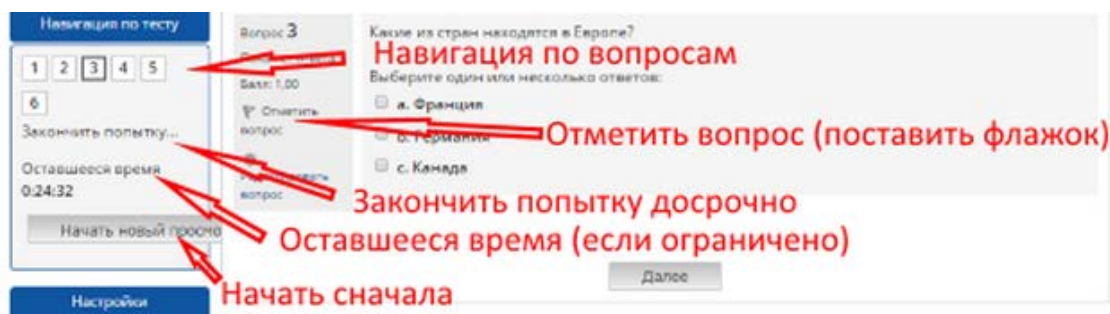 Навигация по тесту
1 2 3 4 5
6
Закончить попытку...
Оставшееся время
0:24:32
Начать новый просмо
Настройки
Вопрос 3
Балл: 1,00
Отметить
вопрос
вопрос
Какие из стран находятся в Европе?
Выберите один или несколько ответов:
a. Франция
b. Германия
c. Канада
Далее
Навигация по вопросам
Отметить вопрос (поставить флажок)
Закончить попытку досрочно
Оставшееся время (если ограничено)
Начать сначала